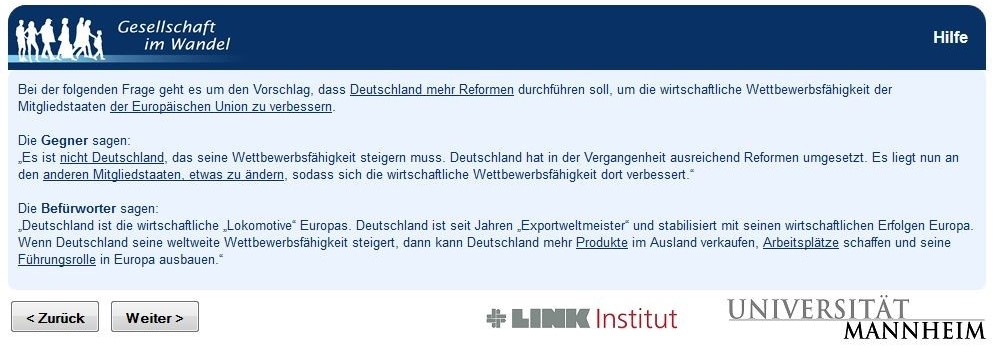 Gesellschaft
im Wandel
Hilfe
Bei der folgenden Frage geht es um den Vorschlag, dass Deutschland mehr Reformen durchführen soll, um die wirtschaftliche Wettbewerbsfähigkeit der
Mitgliedstaaten der Europäischen Union zu verbessern.
Die Gegner sagen:
„Es ist nicht Deutschland, das seine Wettbewerbsfähigkeit steigern muss. Deutschland hat in der Vergangenheit ausreichend Reformen umgesetzt. Es liegt nun an
den anderen Mitgliedstaaten, etwas zu ändern, sodass sich die wirtschaftliche Wettbewerbsfähigkeit dort verbessert.“
Die Befürworter sagen:
„Deutschland ist die wirtschaftliche „Lokomotive“ Europas. Deutschland ist seit Jahren „Exportweltmeister“ und stabilisiert mit seinen wirtschaftlichen Erfolgen Europa.
Wenn Deutschland seine weltweite Wettbewerbsfähigkeit steigert, dann kann Deutschland mehr Produkte im Ausland verkaufen, Arbeitsplätze schaffen und seine
Führungsrolle in Europa ausbauen.“
< Zurück Weiter >
LINK Institut
UNIVERSITÄT
MANNHEIM